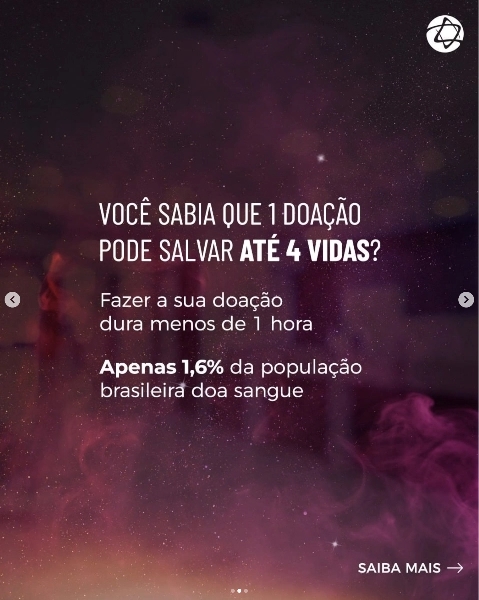 VOCÊ SABIA QUE 1 DOAÇÃO
PODE SALVAR ATÉ 4 VIDAS?
Fazer a sua doação
dura menos de 1 hora
Apenas 1,6% da população
brasileira doa sangue
SAIBA MAIS